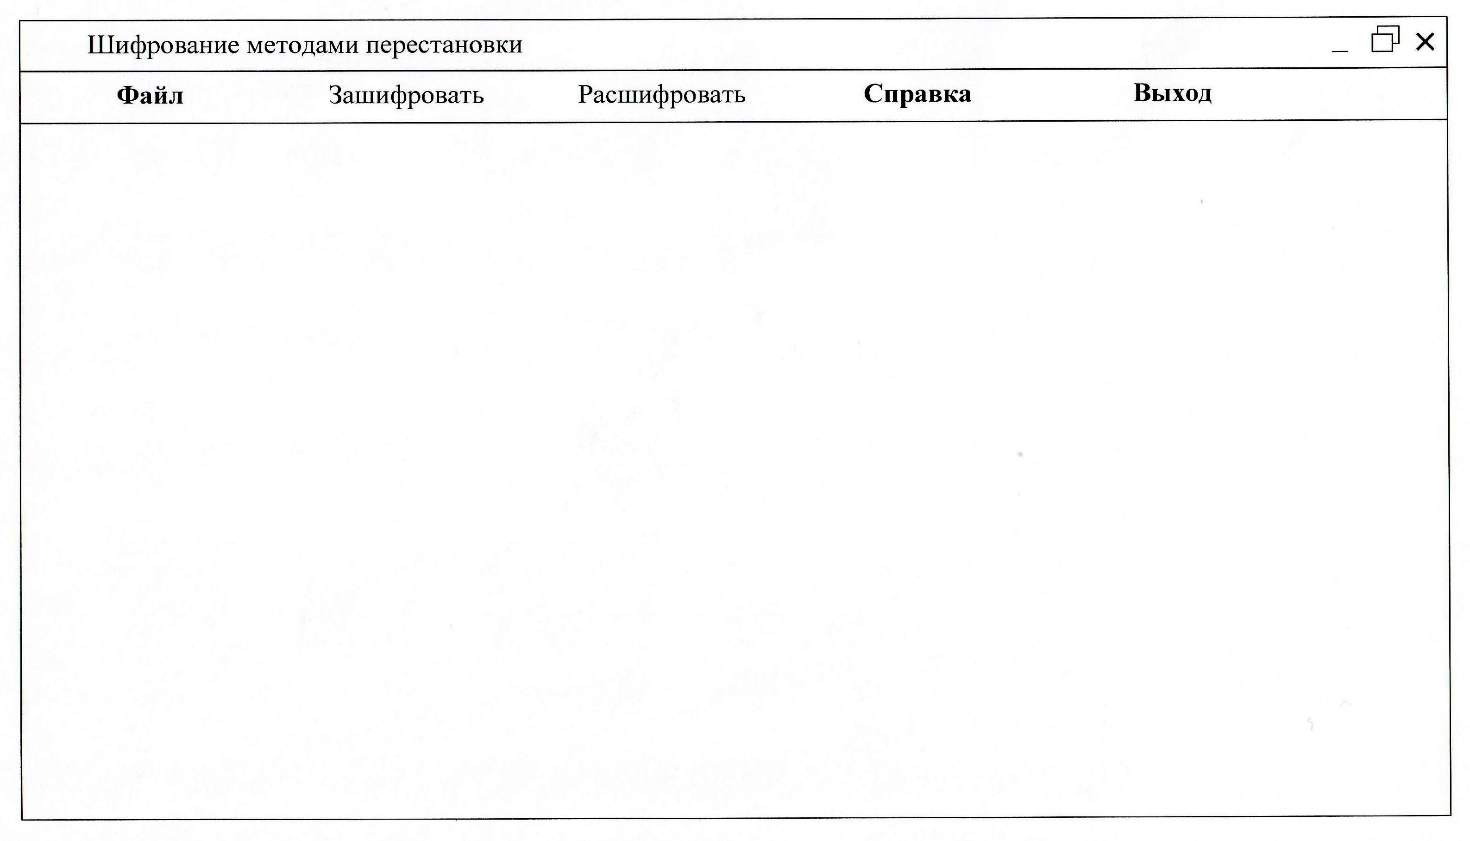 Шифрование методами перестановки
Файл Зашифровать Расшифровать Справка Выход